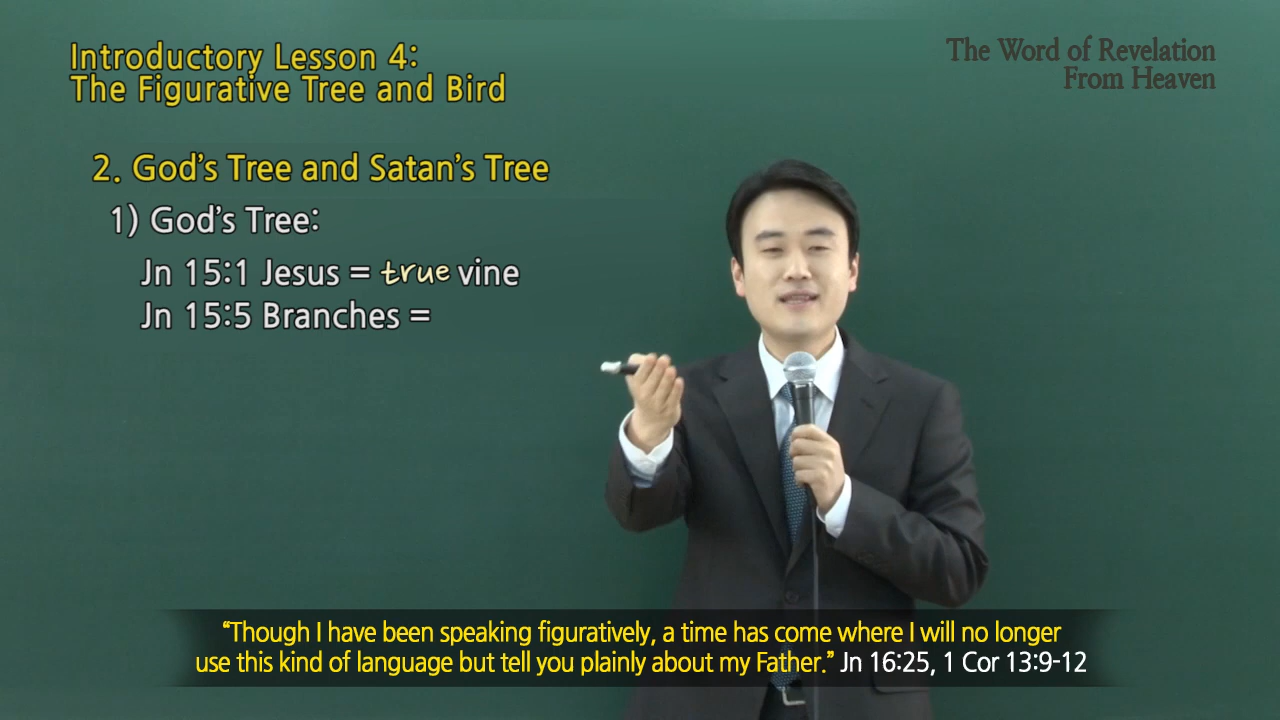 Introductory Lesson 4:
The Figurative Tree and Bird
The Word of Revelation
From Heaven
2. God's Tree and Satan's Tree
1) God's Tree:
Jn 15:1 Jesus = true vine
Jn 15:5 Branches =
“Though I have been speaking figuratively, a time has come where I will no longer
use this kind of language but tell you plainly about my Father.” Jn 16:25, 1 Cor 13:9-12